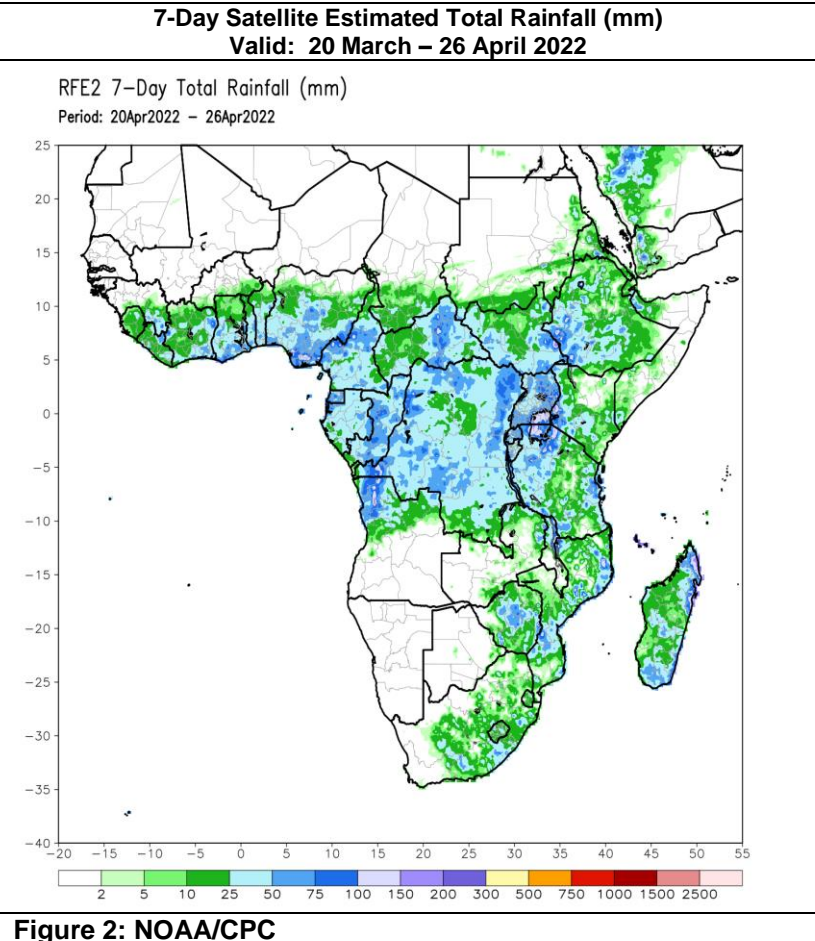 7-Day Satellite Estimated Total Rainfall (mm)
Valid: 20 March – 26 April 2022
RFE2 7-Day Total Rainfall (mm)
Period: 20Apr2022 - 26Apr2022
25
20
15
10
5
0
-5
-10
-15
-20
-25
-30
-35
-40
-20 -15 -10 -5 0 5 10 15 20 25 30 35 40 45 50 55
2 5 10 25 50 75 100 150 200 300 500 750 1000 1500 2500
Figure 2: NOAA/CPC